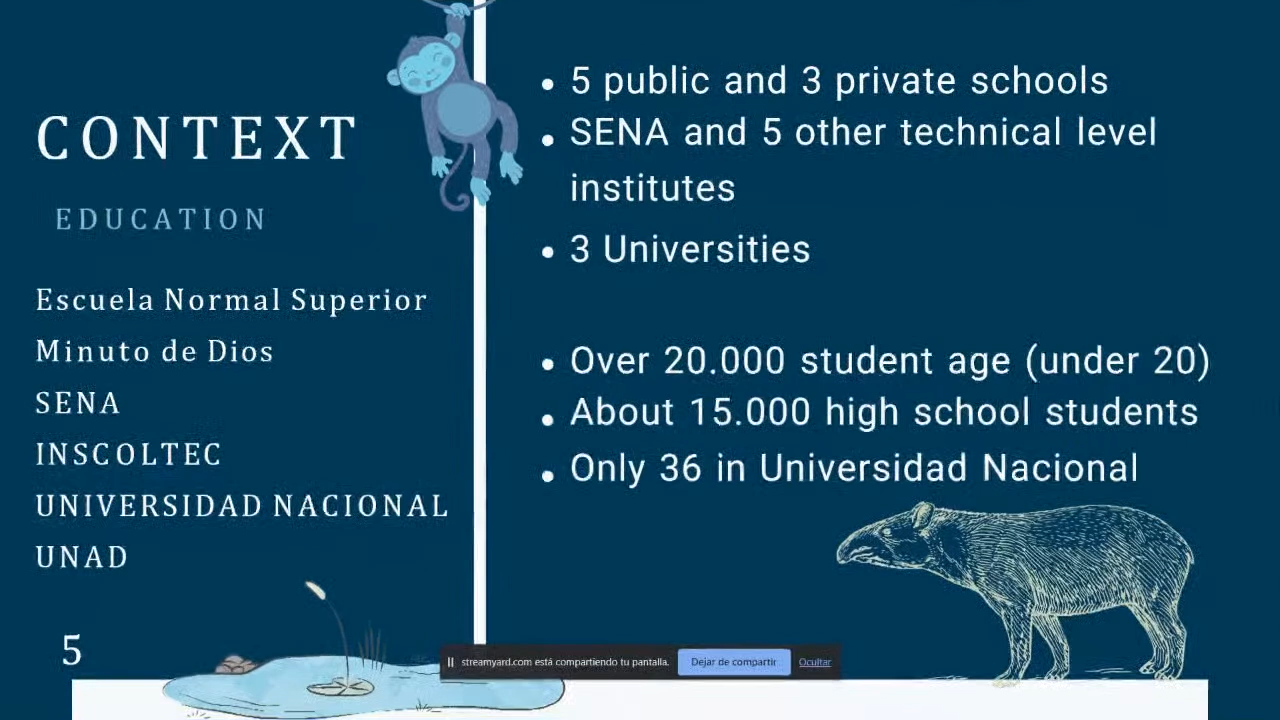 CONTEXT
EDUCATION
Escuela Normal Superior
Minuto de Dios
SENA
INSCOLTEC
UNIVERSIDAD NACIONAL
UNAD
5
• 5 public and 3 private schools
• SENA and 5 other technical level
institutes
• 3 Universities
• Over 20.000 student age (under 20)
• About 15.000 high school students
• Only 36 in Universidad Nacional
streamyard.com está compartiendo tu pantalla.
Dejar de compartir
Ocultar